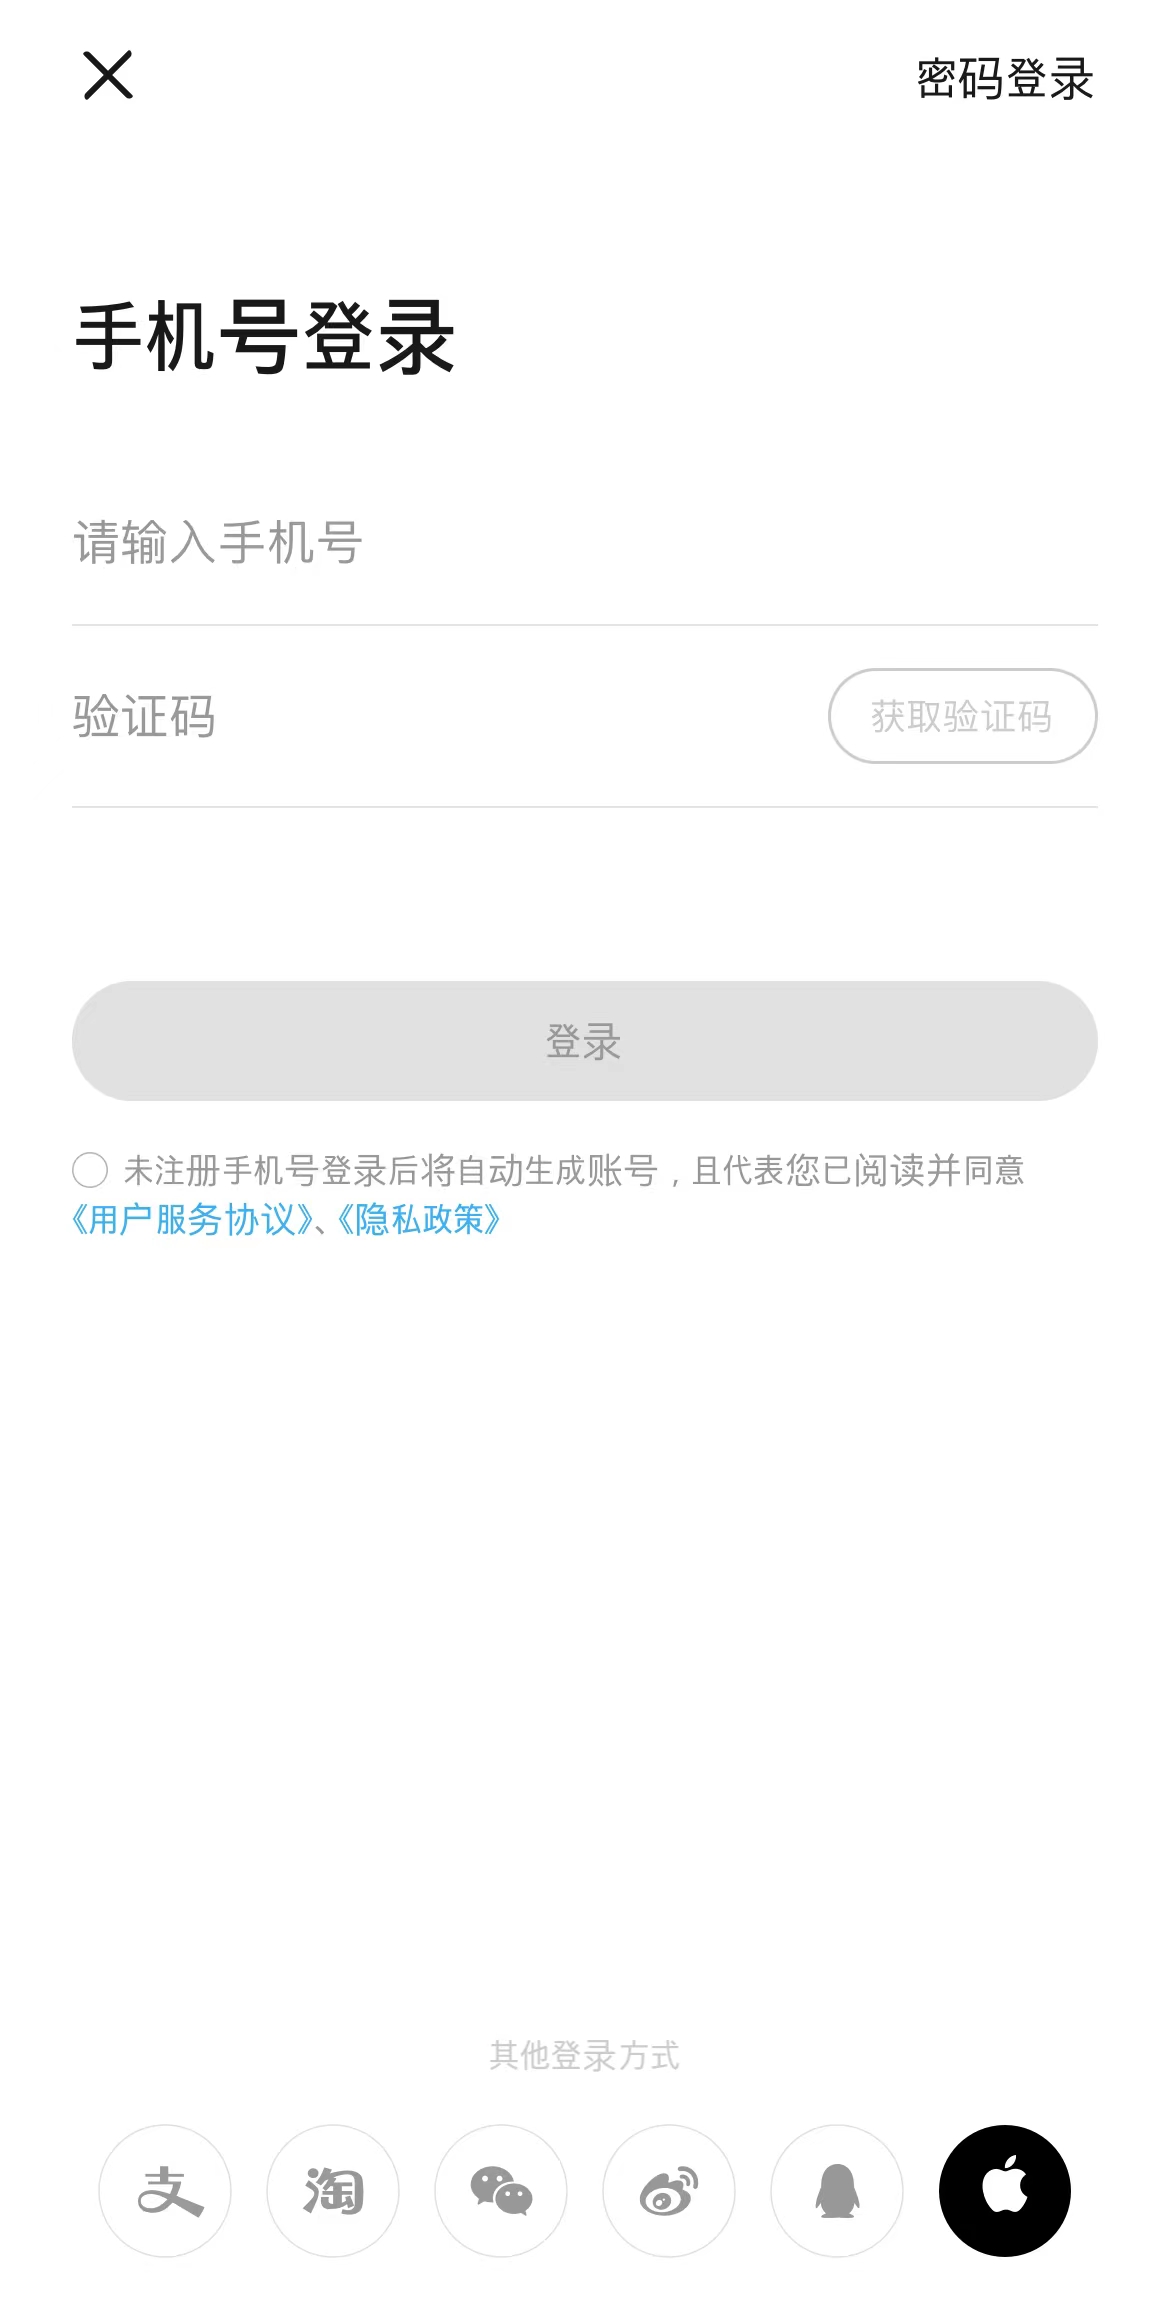 密码登录
手机号登录
请输入手机号
验证码
获取验证码
登录
未注册手机号登录后将自动生成账号，且代表您已阅读并同意
《用户服务协议》、《隐私政策》
其他登录方式
支
淘